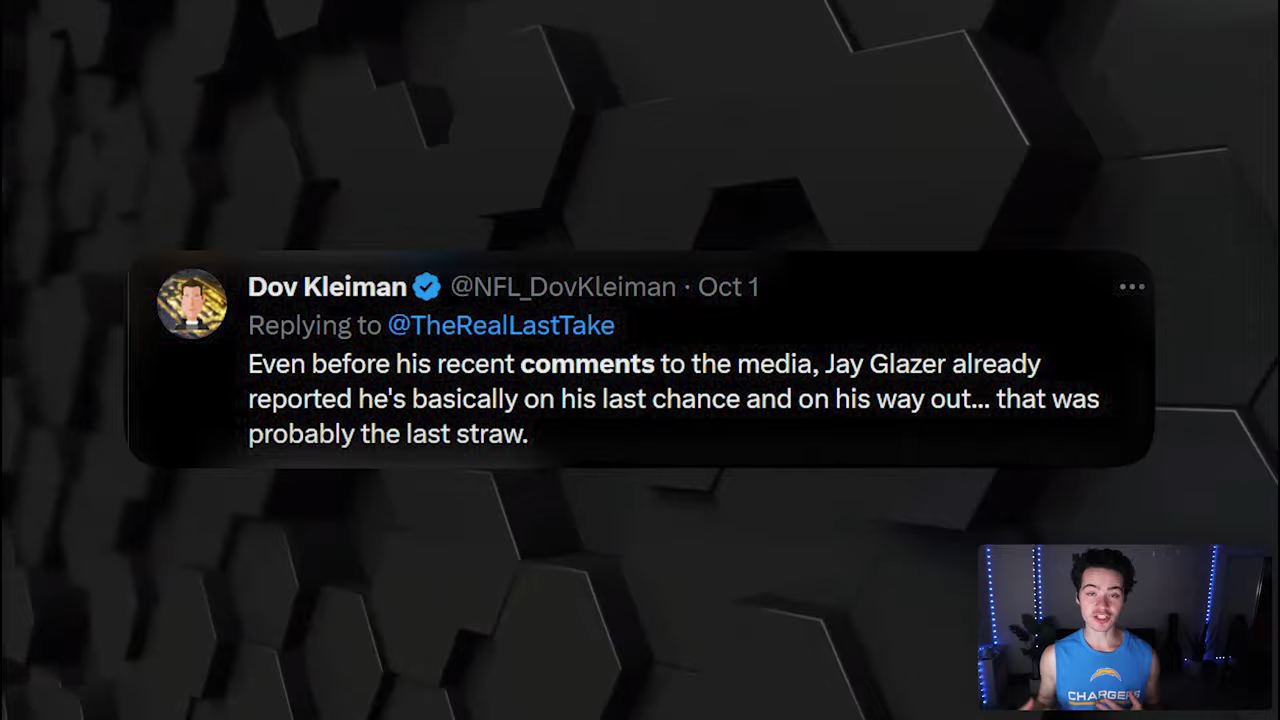 Dov Kleiman @NFL_DovKleiman · Oct 1
Replying to @TheRealLastTake
Even before his recent comments to the media, Jay Glazer already
reported he's basically on his last chance and on his way out... that was
probably the last straw.
CHARGERS